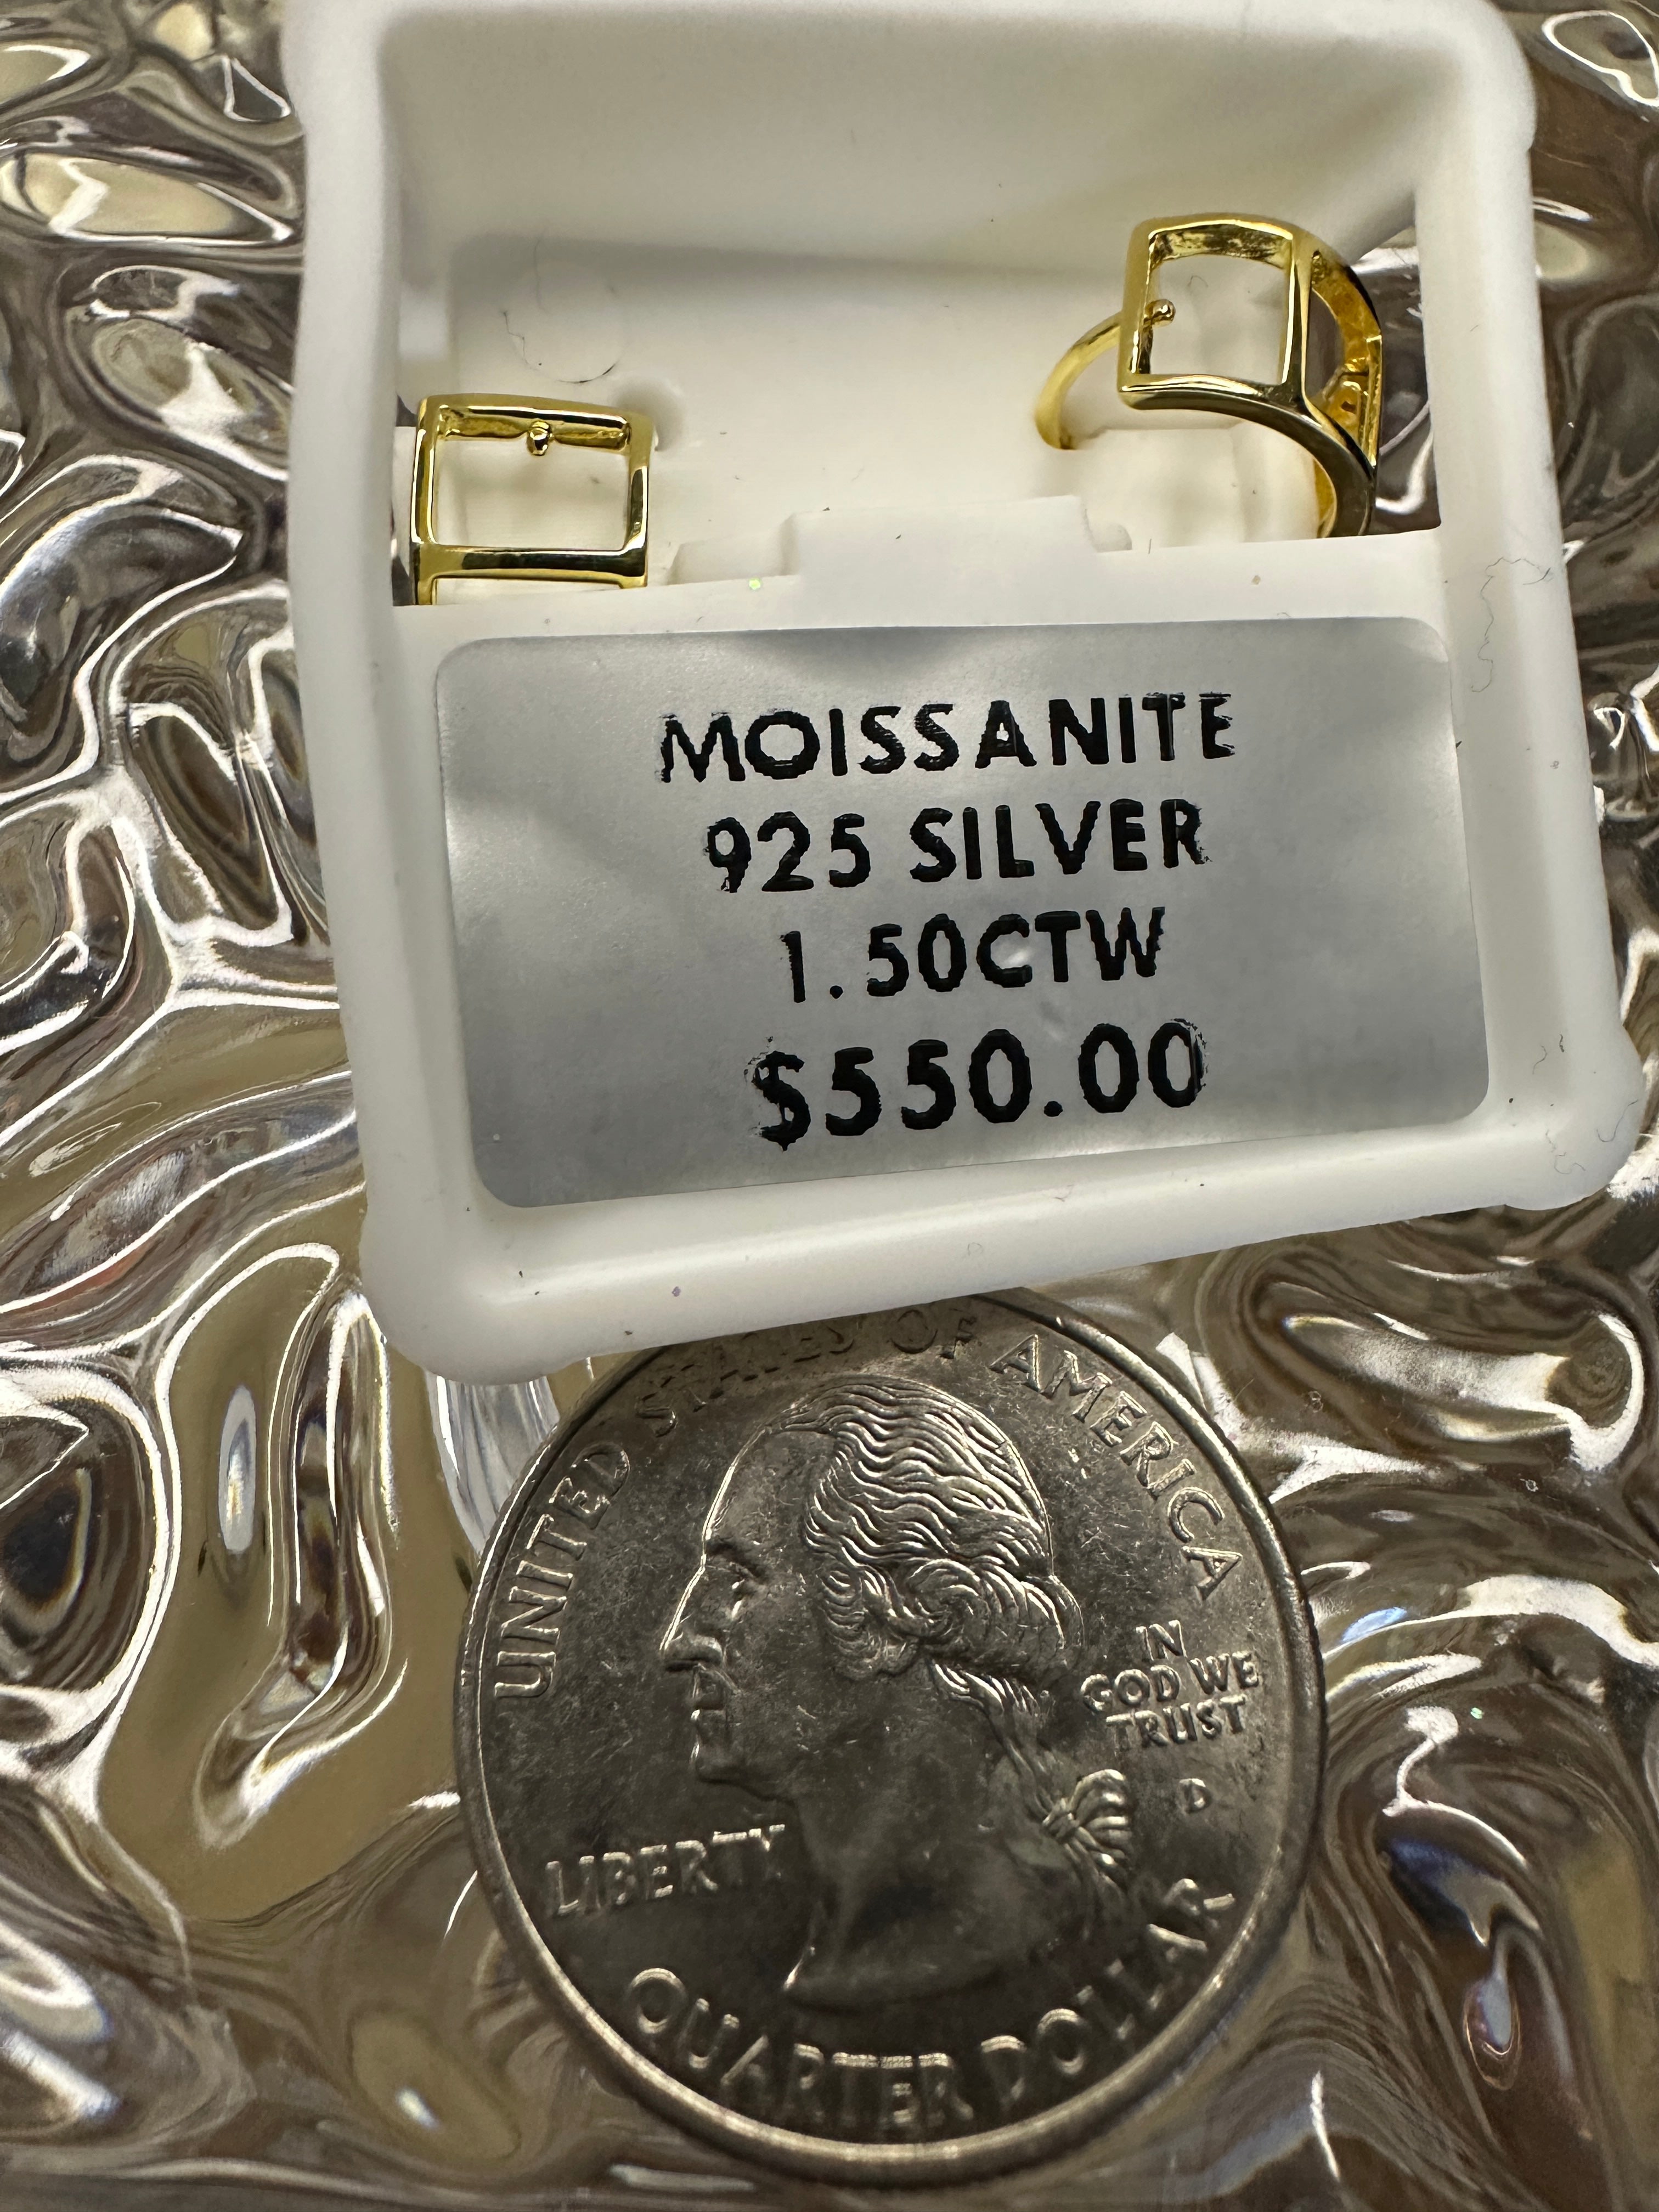 MOISSANITE
925 SILVER
1.50CTW
$550.00
UNITED STATES OF AMERICA
IN
GOD WE
TRUST
D
LIBERTY
QUARTER DOLLAR